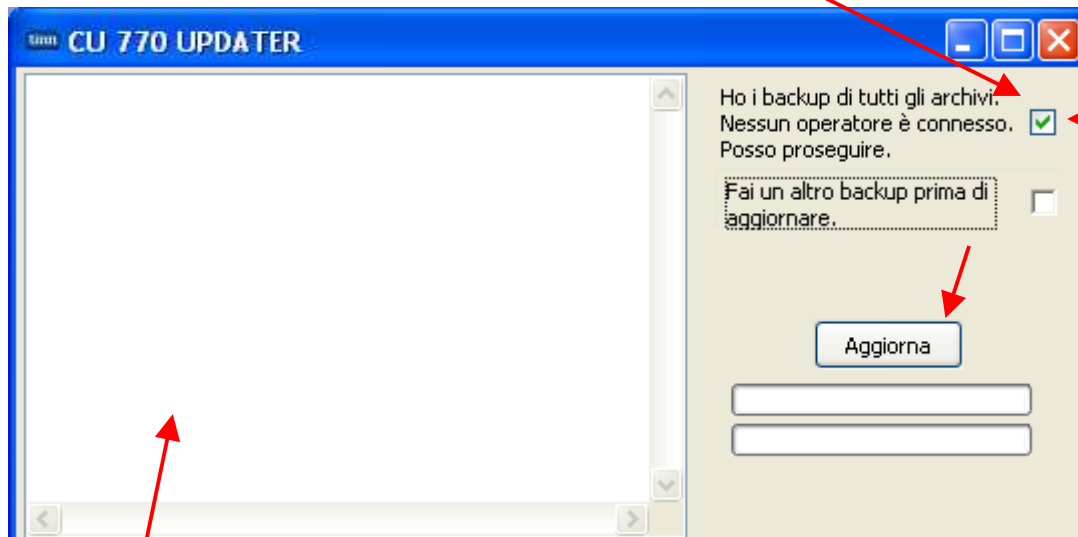 tinn CU 770 UPDATER
Ho i backup di tutti gli archivi.
Nessun operatore è connesso.
Posso proseguire.
Fai un altro backup prima di
aggiornare.
Aggiorna